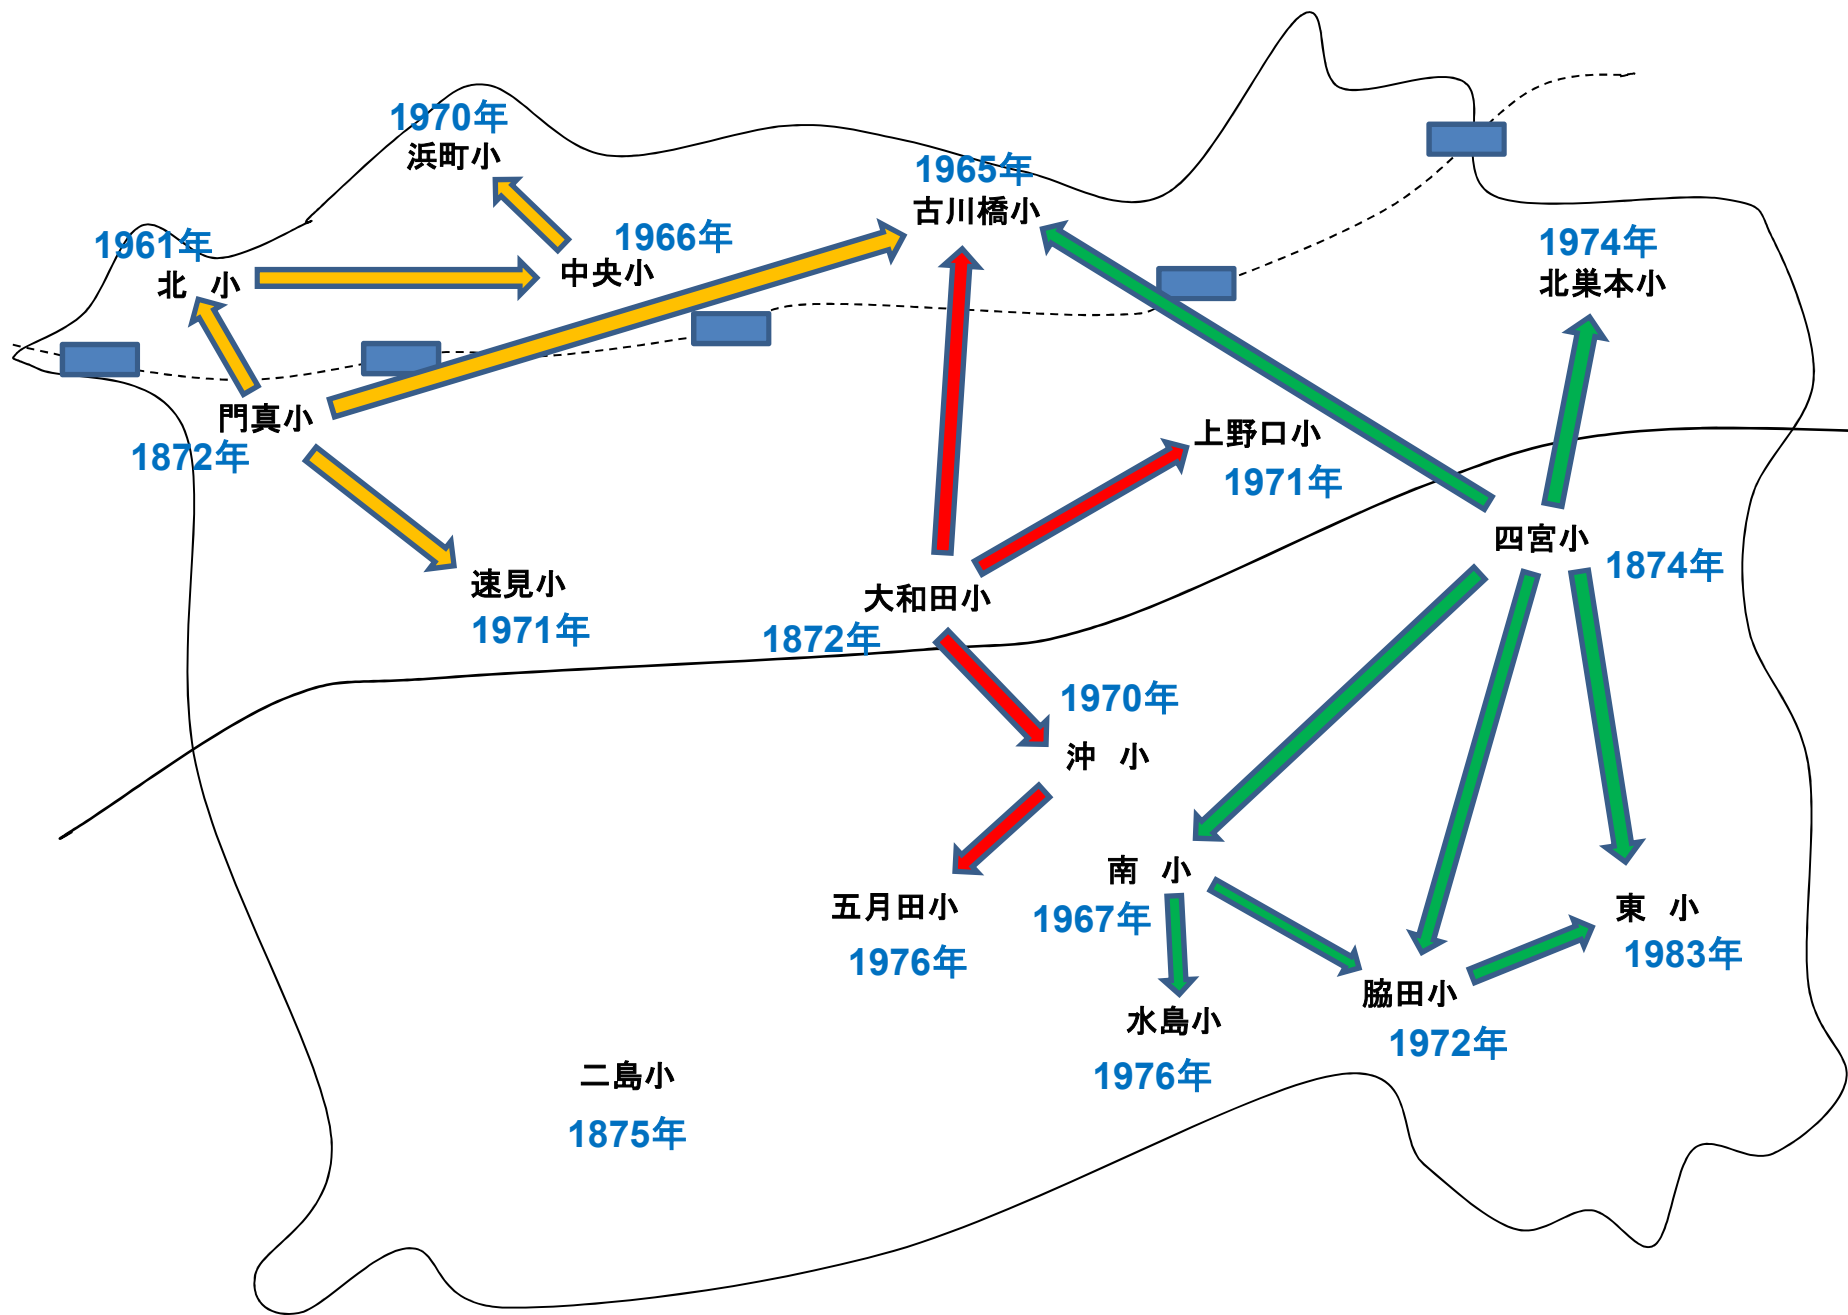 1970年
浜町小
1965年
古川橋小
1961年
北　小
1966年
中央小
1974年
北巣本小
門真小
1872年
上野口小
1971年
四宮小
1874年
速見小
1971年
大和田小
1872年
1970年
沖　小
南　小
1967年
五月田小
1976年
東　小
1983年
脇田小
1972年
水島小
1976年
二島小
1875年